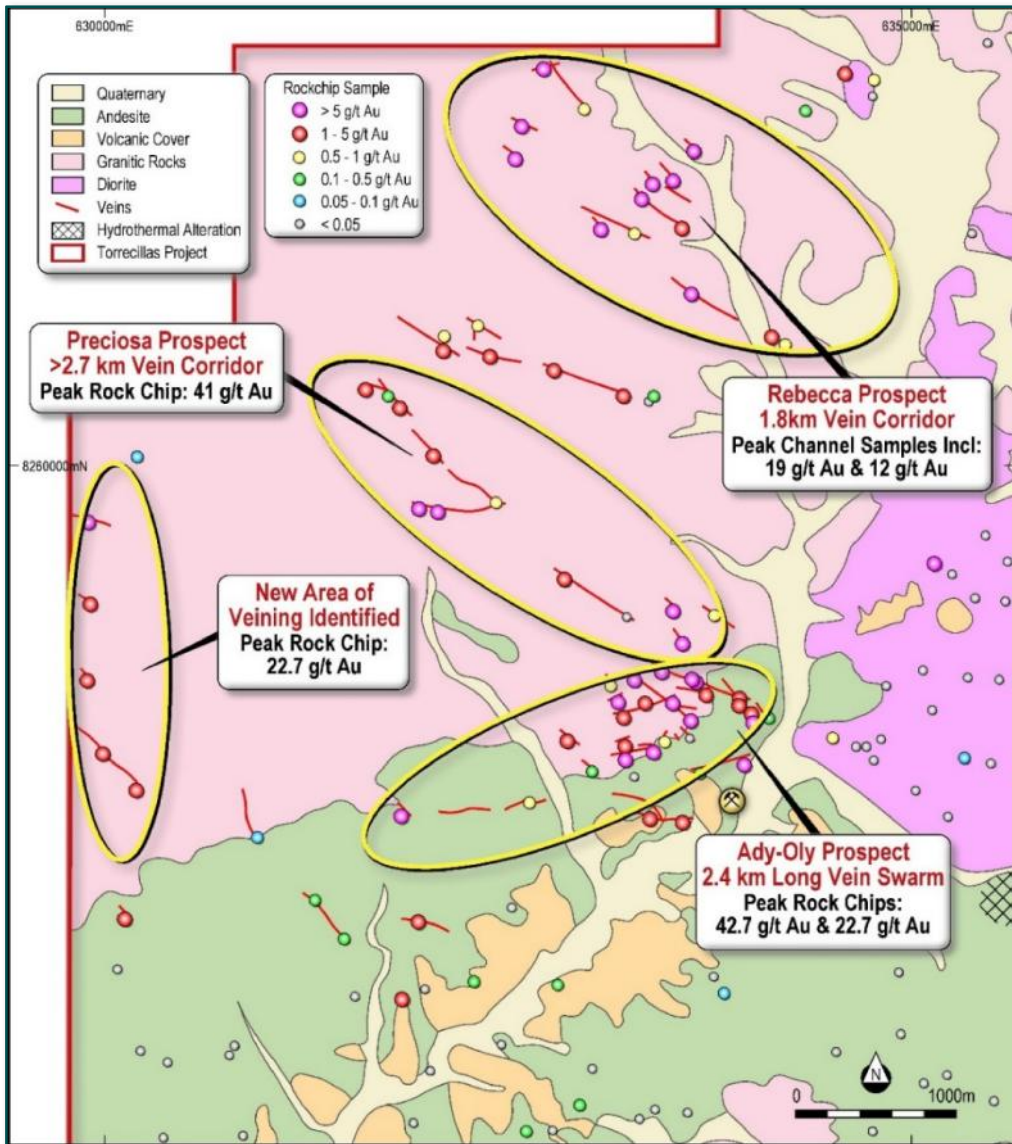 630000mE
635000mE
Quaternary
Andesite
Volcanic Cover
Granitic Rocks
Diorite
Veins
Hydrothermal Alteration
Torrecillas Project
Rockchip Sample
> 5 g/t Au
1 - 5 g/t Au
0.5 - 1 g/t Au
0.1 - 0.5 g/t Au
0.05 - 0.1 g/t Au
< 0.05
Preciosa Prospect
>2.7 km Vein Corridor
Peak Rock Chip: 41 g/t Au
Rebecca Prospect
1.8km Vein Corridor
Peak Channel Samples Incl:
19 g/t Au & 12 g/t Au
8260000mN
New Area of
Veining Identified
Peak Rock Chip:
22.7 g/t Au
Ady-Oly Prospect
2.4 km Long Vein Swarm
Peak Rock Chips:
42.7 g/t Au & 22.7 g/t Au
N
0
1000m